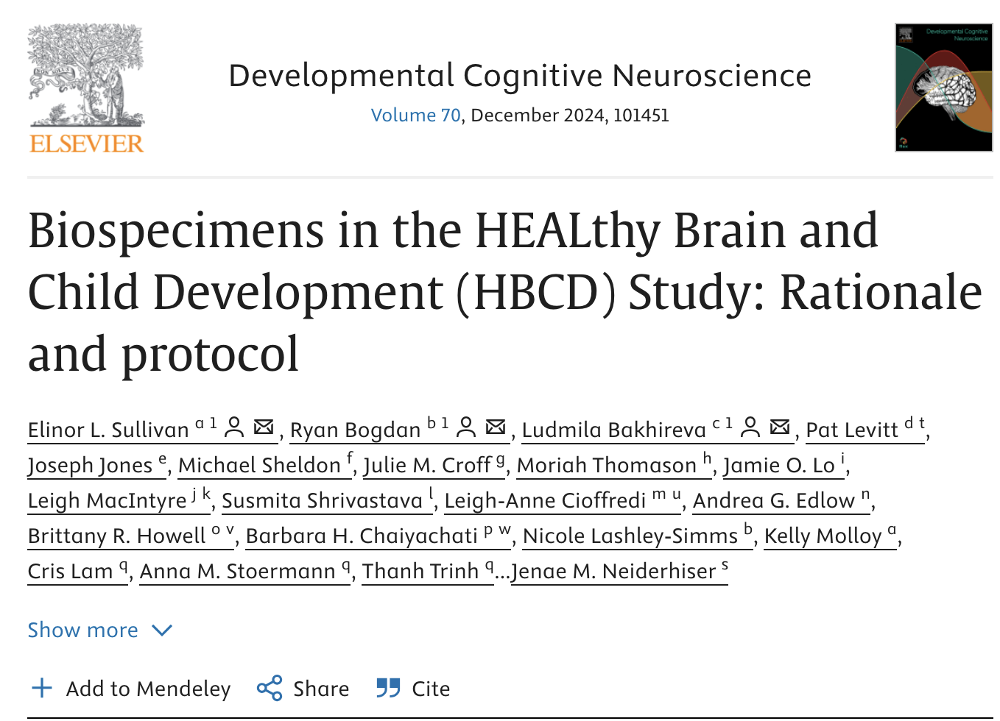 ELSEVIER
Developmental Cognitive Neuroscience
Volume 70, December 2024, 101451
Developmental Cognitive
Neuroscience
Biospecimens in the HEALthy Brain and
Child Development (HBCD) Study: Rationale
and protocol
Elinor L. Sullivan a 1, Ryan Bogdan b 1, Ludmila Bakhireva c 1, Pat Levitt d t,
Joseph Jones e, Michael Sheldon f, Julie M. Croff g, Moriah Thomason h, Jamie O. Lo i,
Leigh MacIntyre j k, Susmita Shrivastava l, Leigh-Anne Cioffredi m u, Andrea G. Edlow n,
Brittany R. Howell o v, Barbara H. Chaiyachati p w, Nicole Lashley-Simms b, Kelly Molloy a,
Cris Lam q, Anna M. Stoermann q, Thanh Trinh q...Jenae M. Neiderhiser s
Show more
Add to Mendeley
Share
Cite